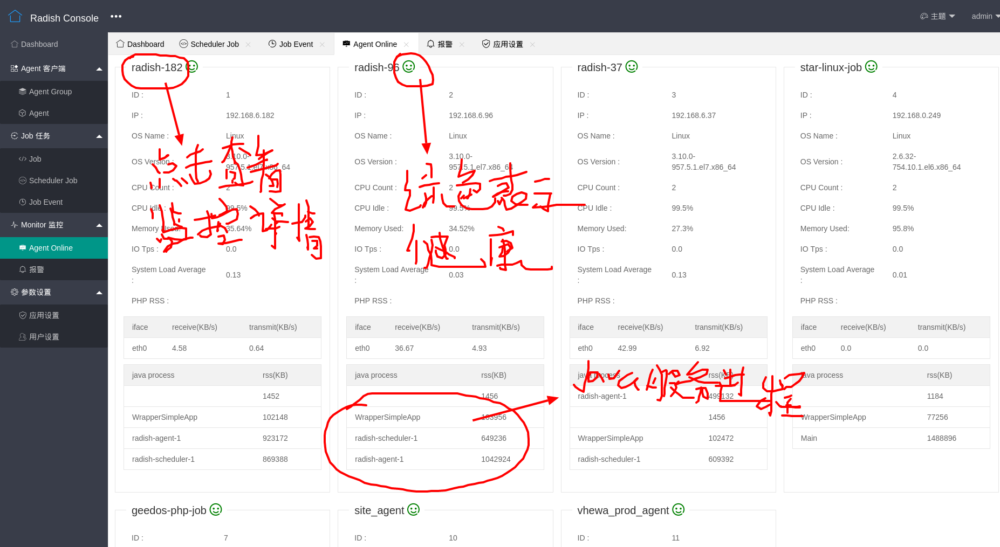 Radish Console
主题
admin
Dashboard
Agent 客户端
Agent Group
Agent
Job 任务
Job
Scheduler Job
Job Event
Monitor 监控
Agent Online
报警
参数设置
应用设置
用户设置
Dashboard
Scheduler Job
Job Event
Agent Online
报警
应用设置
radish-182
ID : 1
IP : 192.168.6.182
OS Name : Linux
OS Version : 3.10.0-
957.5.1.el7.x86_64
CPU Count : 2
CPU Idle : 99.5%
Memory Used: 35.64%
IO Tps : 0.0
System Load Average
: 0.13
PHP RSS :
iface receive(KB/s) transmit(KB/s)
eth0 4.58 0.64
java process rss(KB)
1452
WrapperSimpleApp 102148
radish-agent-1 923172
radish-scheduler-1 869388
点击查看
监控详情
radish-96
ID : 2
IP : 192.168.6.96
OS Name : Linux
OS Version : 3.10.0-
957.5.1.el7.x86_64
CPU Count : 2
CPU Idle : 99.5%
Memory Used: 34.52%
IO Tps : 0.0
System Load Average
: 0.03
PHP RSS :
iface receive(KB/s) transmit(KB/s)
eth0 36.67 4.93
java process rss(KB)
1456
WrapperSimpleApp 103956
radish-scheduler-1 649236
radish-agent-1 1042924
绿色表示
健康
radish-37
ID : 3
IP : 192.168.6.37
OS Name : Linux
OS Version : 3.10.0-
957.5.1.el7.x86_64
CPU Count : 2
CPU Idle : 99.5%
Memory Used: 27.3%
IO Tps : 0.0
System Load Average
: 0.13
PHP RSS :
iface receive(KB/s) transmit(KB/s)
eth0 42.99 6.92
java process rss(KB)
radish-agent-1 499132
1456
WrapperSimpleApp 102472
radish-scheduler-1 609392
java服务进程
star-linux-job
ID : 4
IP : 192.168.0.249
OS Name : Linux
OS Version : 2.6.32-
754.10.1.el6.x86_64
CPU Count : 2
CPU Idle : 99.5%
Memory Used: 95.8%
IO Tps : 0.0
System Load Average
: 0.01
PHP RSS :
iface receive(KB/s) transmit(KB/s)
eth0 0.0 0.0
java process rss(KB)
1184
WrapperSimpleApp 77256
Main 1488896
geedos-php-job
ID : 7
site_agent
ID : 10
vhewa_prod_agent
ID : 11